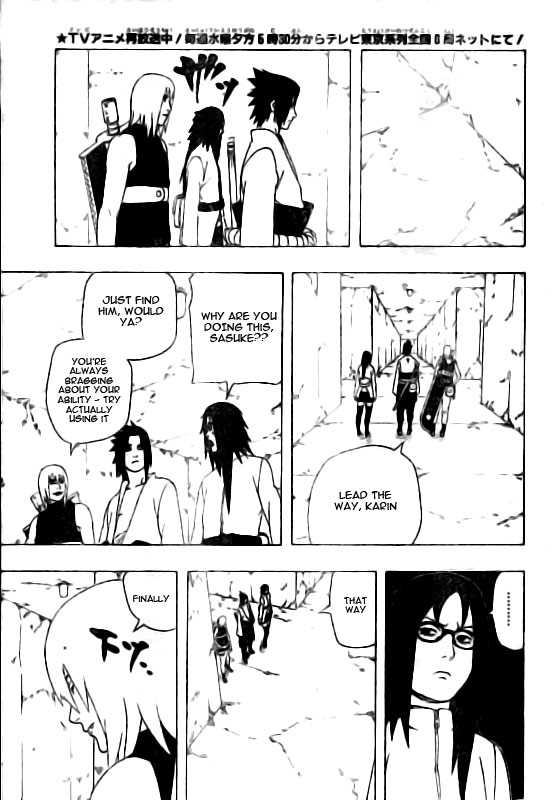 ★TVアニメ再放送中！毎週水曜夕方6時30分からテレビ東京系列全国6局ネットにて！
WHY ARE YOU
DOING THIS,
SASUKE??
JUST FIND
HIM, WOULD
YA?
YOU'RE
ALWAYS
BRAGGING
ABOUT YOUR
ABILITY - TRY
ACTUALLY
USING IT
LEAD THE
WAY, KARIN
.........
THAT
WAY
FINALLY